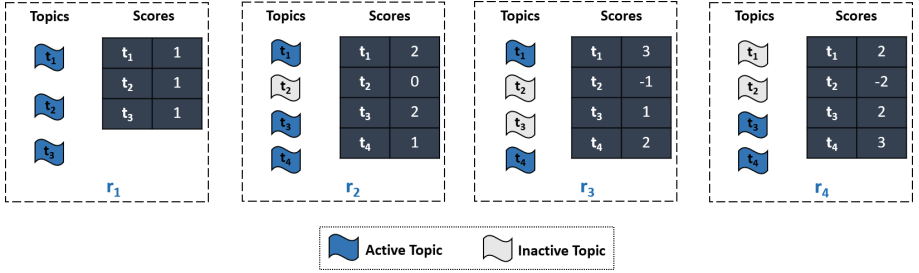 Topics Scores
t1 t1 1
t2 t2 1
t3 t3 1
r1
Topics Scores
t1 t1 2
t2 t2 0
t3 t3 2
t4 t4 1
r2
Topics Scores
t1 t1 3
t2 t2 -1
t3 t3 1
t4 t4 2
r3
Topics Scores
t1 t1 2
t2 t2 -2
t3 t3 2
t4 t4 3
r4
Active Topic Inactive Topic